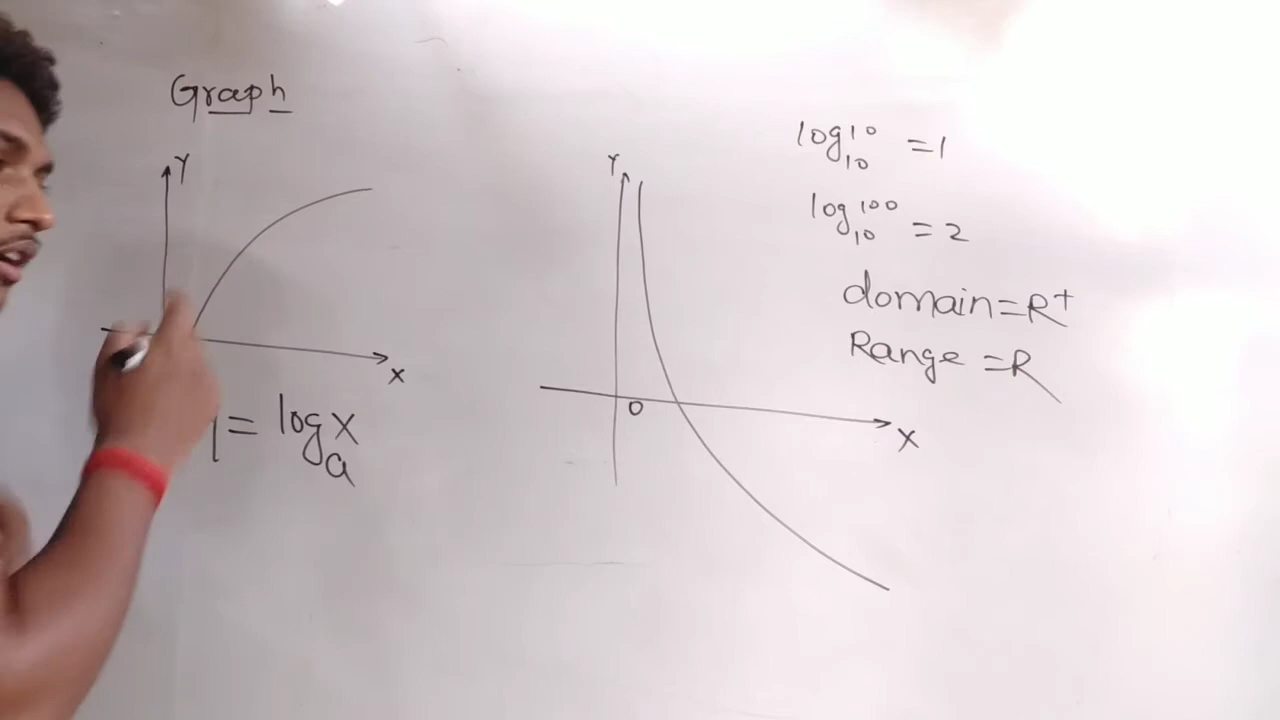 Graph
Y
X
= log x
a
Y
O
X
log 10
10 = 1
log 100
10 = 2
domain = R+
Range = R